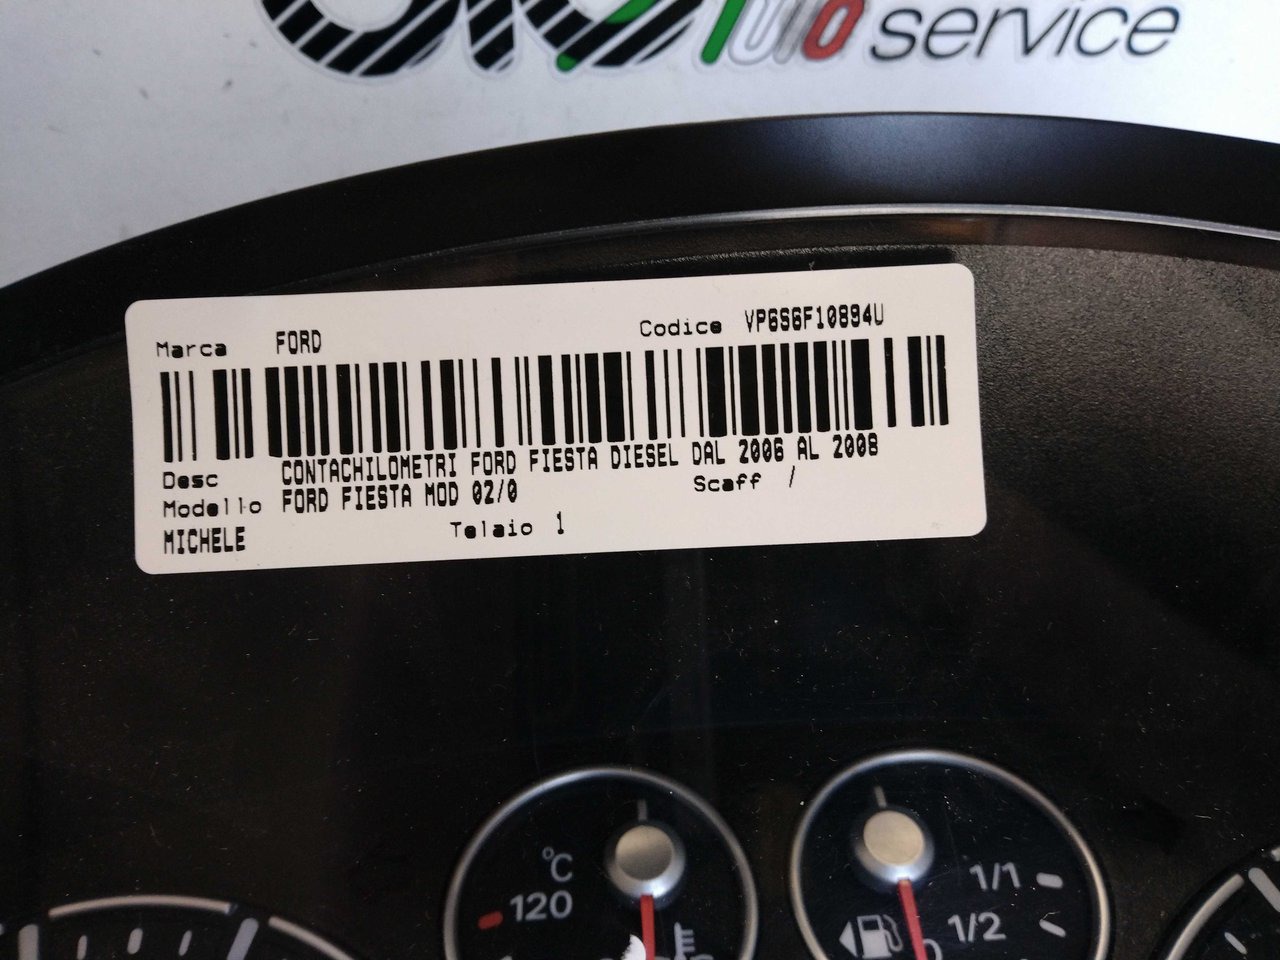 service
Marca FORD Codice VP6S6F10894U
Desc CONTACHILOMETRI FORD FIESTA DIESEL DAL 2006 AL 2008
Modello FORD FIESTA MOD 02/0 Scaff /
MICHELE Telaio 1
°C
120
1/1
1/2
0